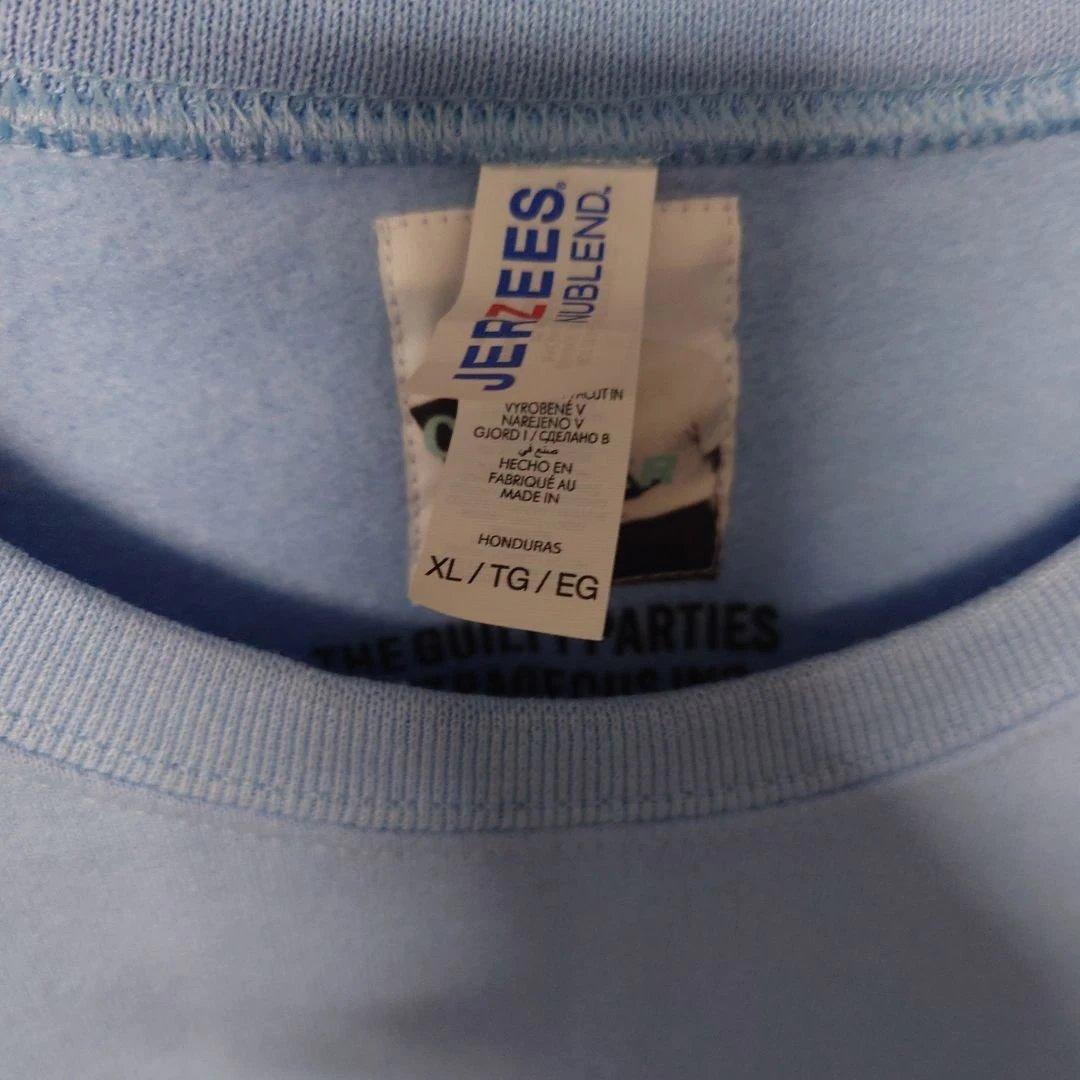 JERZEES®
NUBLEND™
VYROBENÉ V
NAREJENO V
GJORD I / СДЕЛАНО В
صنع في
HECHO EN
FABRIQUÉ AU
MADE IN
HONDURAS
XL / TG / EG
THE GUILTY PARTIES